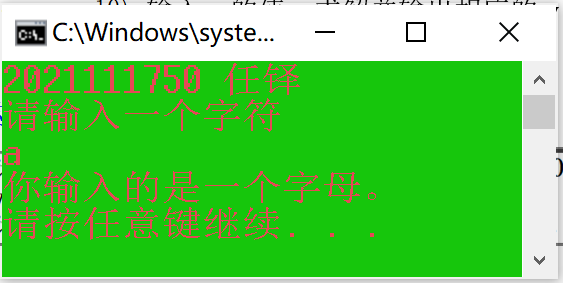 C:\Windows\syste...
2021111750 任铎
请输入一个字符
a
你输入的是一个字母。
请按任意键继续. . .